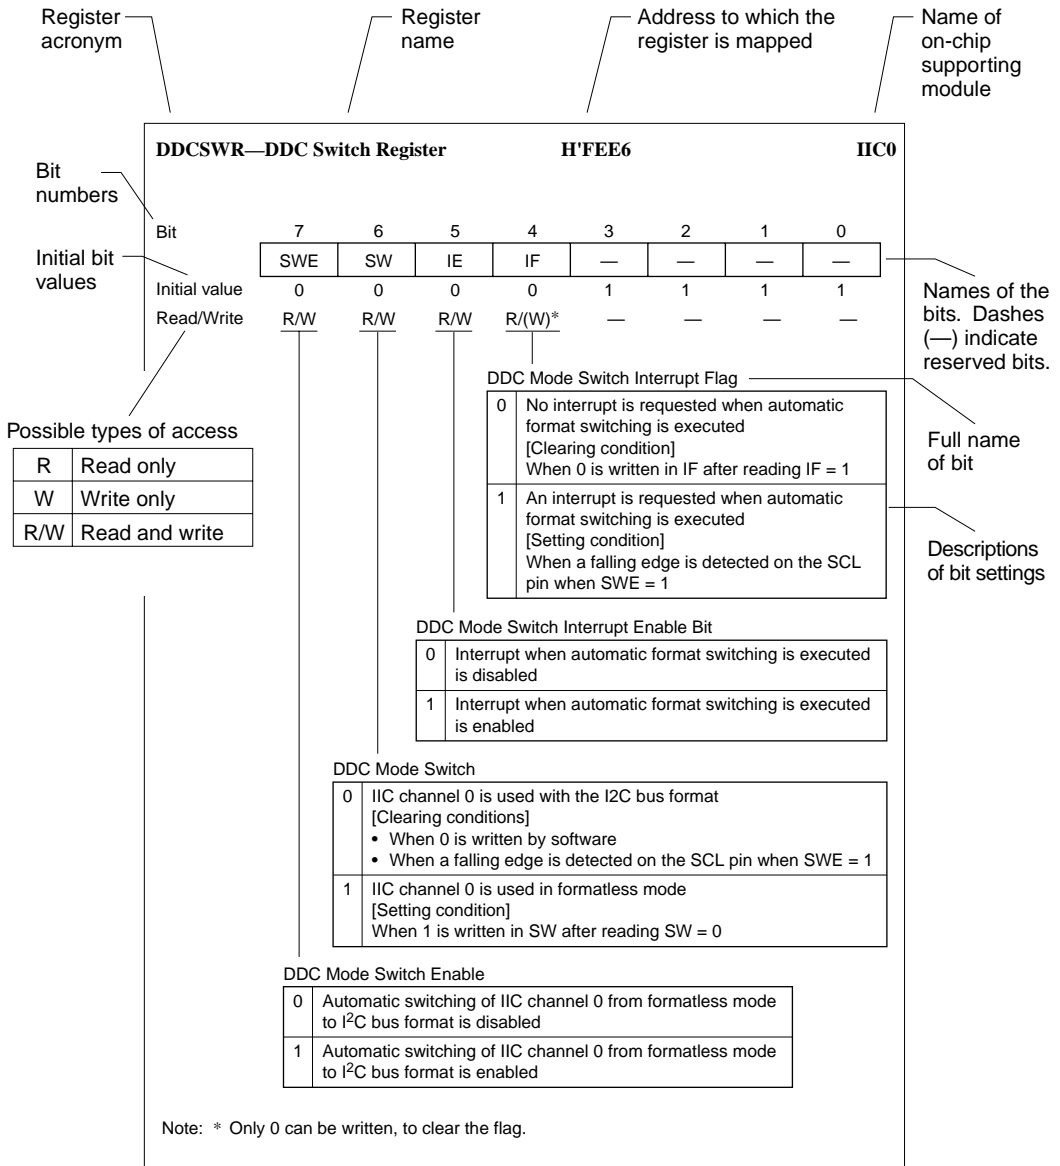 Register
acronym
Register
name
Address to which the
register is mapped
Name of
on-chip
supporting
module
DDCSWR—DDC Switch Register H'FEE6 IIC0
Bit
numbers
Bit 7 6 5 4 3 2 1 0
SWE SW IE IF — — — —
Initial bit
values
Initial value 0 0 0 0 1 1 1 1
Read/Write R/W R/W R/W R/(W)* — — — —
Names of the
bits. Dashes
(—) indicate
reserved bits.
Possible types of access
R Read only
W Write only
R/W Read and write
DDC Mode Switch Interrupt Flag
0 No interrupt is requested when automatic
format switching is executed
[Clearing condition]
When 0 is written in IF after reading IF = 1
1 An interrupt is requested when automatic
format switching is executed
[Setting condition]
When a falling edge is detected on the SCL
pin when SWE = 1
Full name
of bit
Descriptions
of bit settings
DDC Mode Switch Interrupt Enable Bit
0 Interrupt when automatic format switching is executed
is disabled
1 Interrupt when automatic format switching is executed
is enabled
DDC Mode Switch
0 IIC channel 0 is used with the I2C bus format
[Clearing conditions]
• When 0 is written by software
• When a falling edge is detected on the SCL pin when SWE = 1
1 IIC channel 0 is used in formatless mode
[Setting condition]
When 1 is written in SW after reading SW = 0
DDC Mode Switch Enable
0 Automatic switching of IIC channel 0 from formatless mode
to I²C bus format is disabled
1 Automatic switching of IIC channel 0 from formatless mode
to I²C bus format is enabled
Note: * Only 0 can be written, to clear the flag.